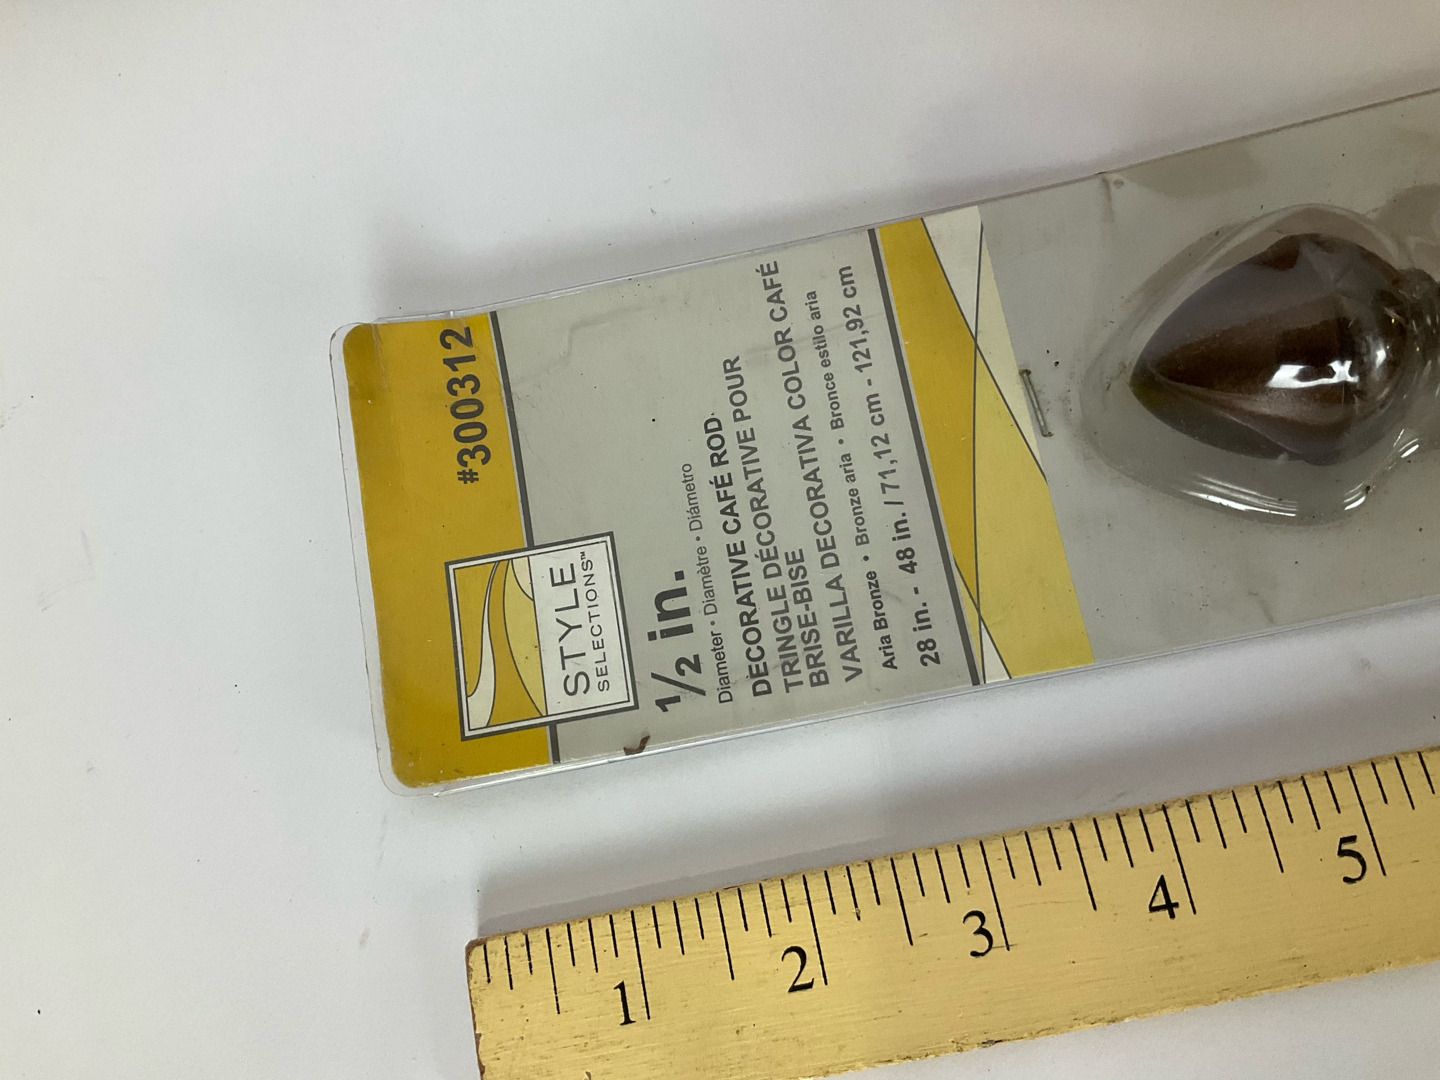 #300312
STYLE
SELECTIONS™
1/2 in.
Diameter • Diamètre • Diámetro
DECORATIVE CAFÉ ROD
TRINGLE DÉCORATIVE POUR
BRISE-BISE
VARILLA DECORATIVA COLOR CAFÉ
Aria Bronze • Bronze aria • Bronce estilo aria
28 in. - 48 in. / 71,12 cm - 121,92 cm
1 2 3 4 5